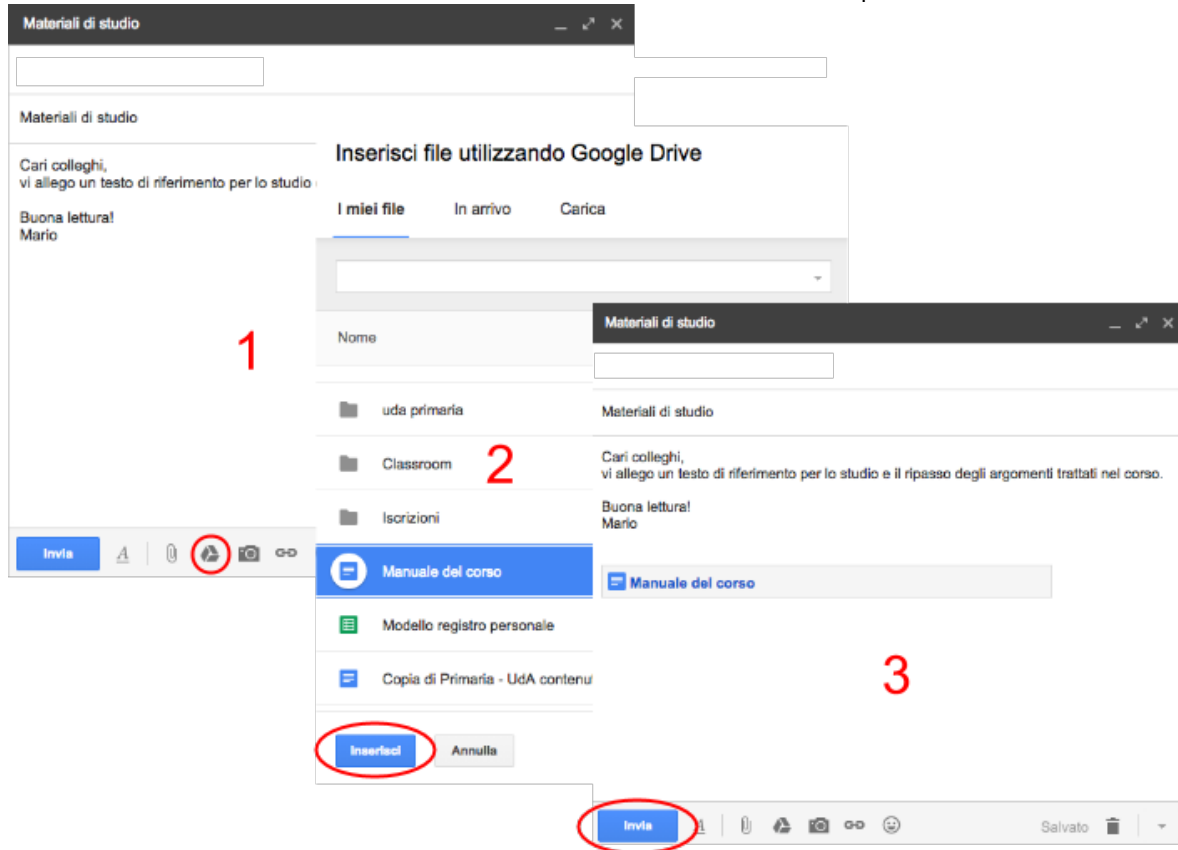 Materiali di studio
Materiali di studio
Cari colleghi,
vi allego un testo di riferimento per lo studio
Buona lettura!
Mario
1
Invia
Inserisci file utilizzando Google Drive
I miei file In arrivo Carica
Nome
uda primaria
Classroom
2
Iscrizioni
Manuale del corso
Modello registro personale
Copia di Primaria - UdA contenu
Inserisci Annulla
Materiali di studio
Materiali di studio
Cari colleghi,
vi allego un testo di riferimento per lo studio e il ripasso degli argomenti trattati nel corso.
Buona lettura!
Mario
Manuale del corso
3
Invia A Salvato